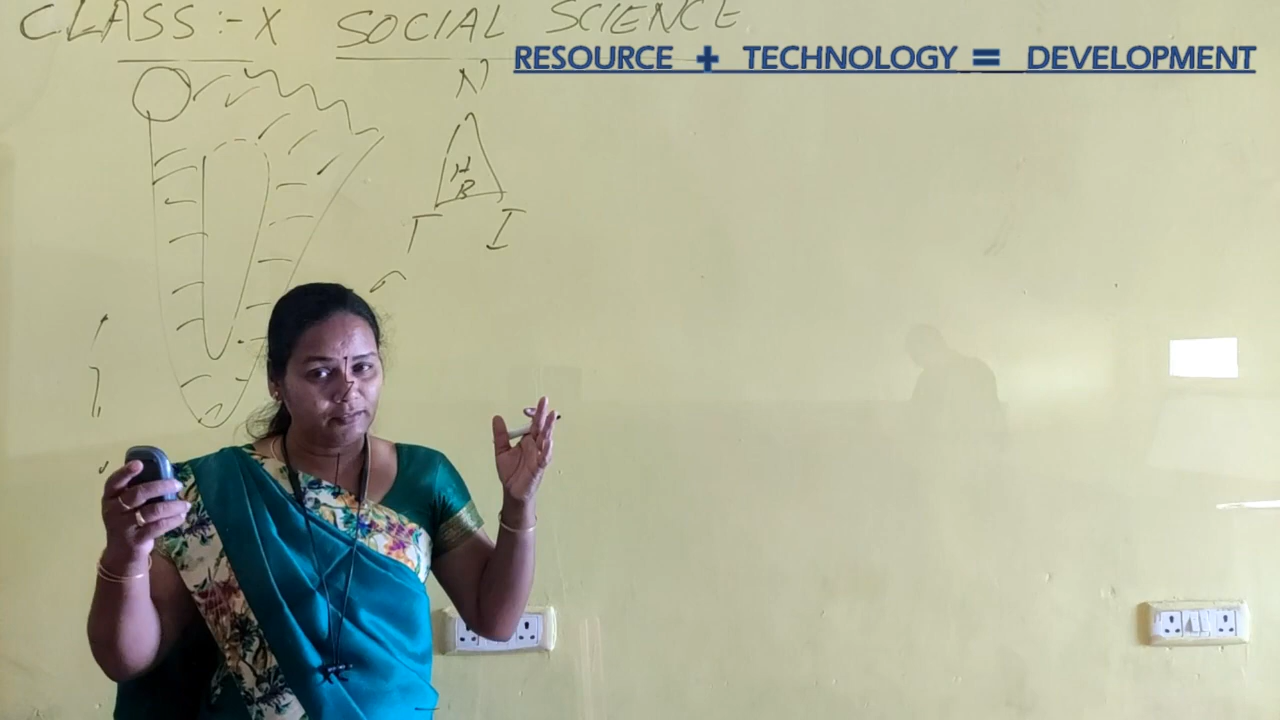 CLASS:-X SOCIAL SCIENCE
RESOURCE + TECHNOLOGY = DEVELOPMENT
N
H
B
T I